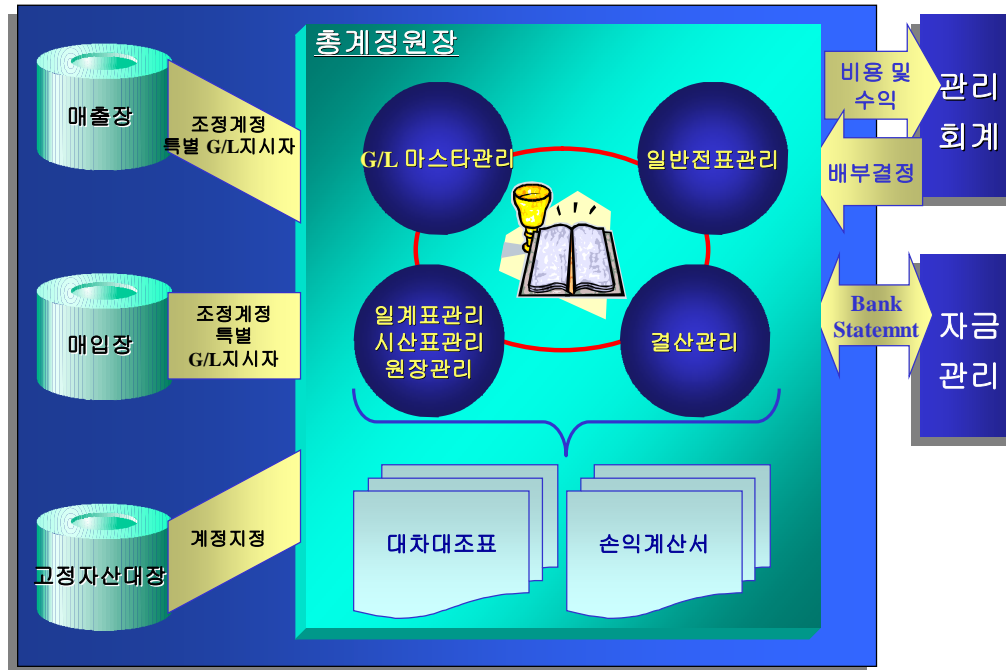 총계정원장
매출장
조정계정
특별 G/L지시자
매입장
조정계정
특별
G/L지시자
고정자산대장
계정지정
G/L 마스타관리
일반전표관리
일계표관리
시산표관리
원장관리
결산관리
대차대조표
손익계산서
비용 및
수익
배부결정
관리
회계
Bank
Statemnt
자금
관리